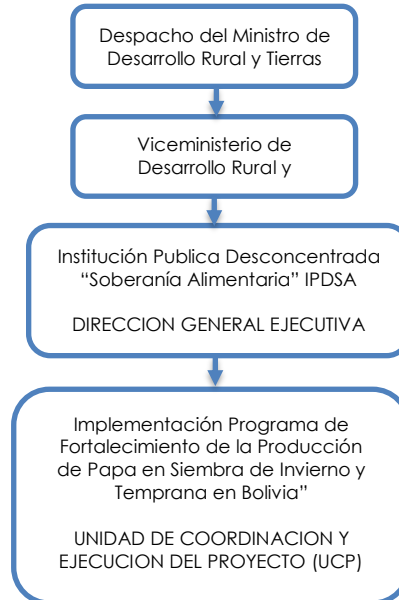 Despacho del Ministro de
Desarrollo Rural y Tierras
Viceministerio de
Desarrollo Rural y
Institución Publica Desconcentrada
“Soberanía Alimentaria” IPDSA
DIRECCION GENERAL EJECUTIVA
Implementación Programa de
Fortalecimiento de la Producción
de Papa en Siembra de Invierno y
Temprana en Bolivia”
UNIDAD DE COORDINACION Y
EJECUCION DEL PROYECTO (UCP)